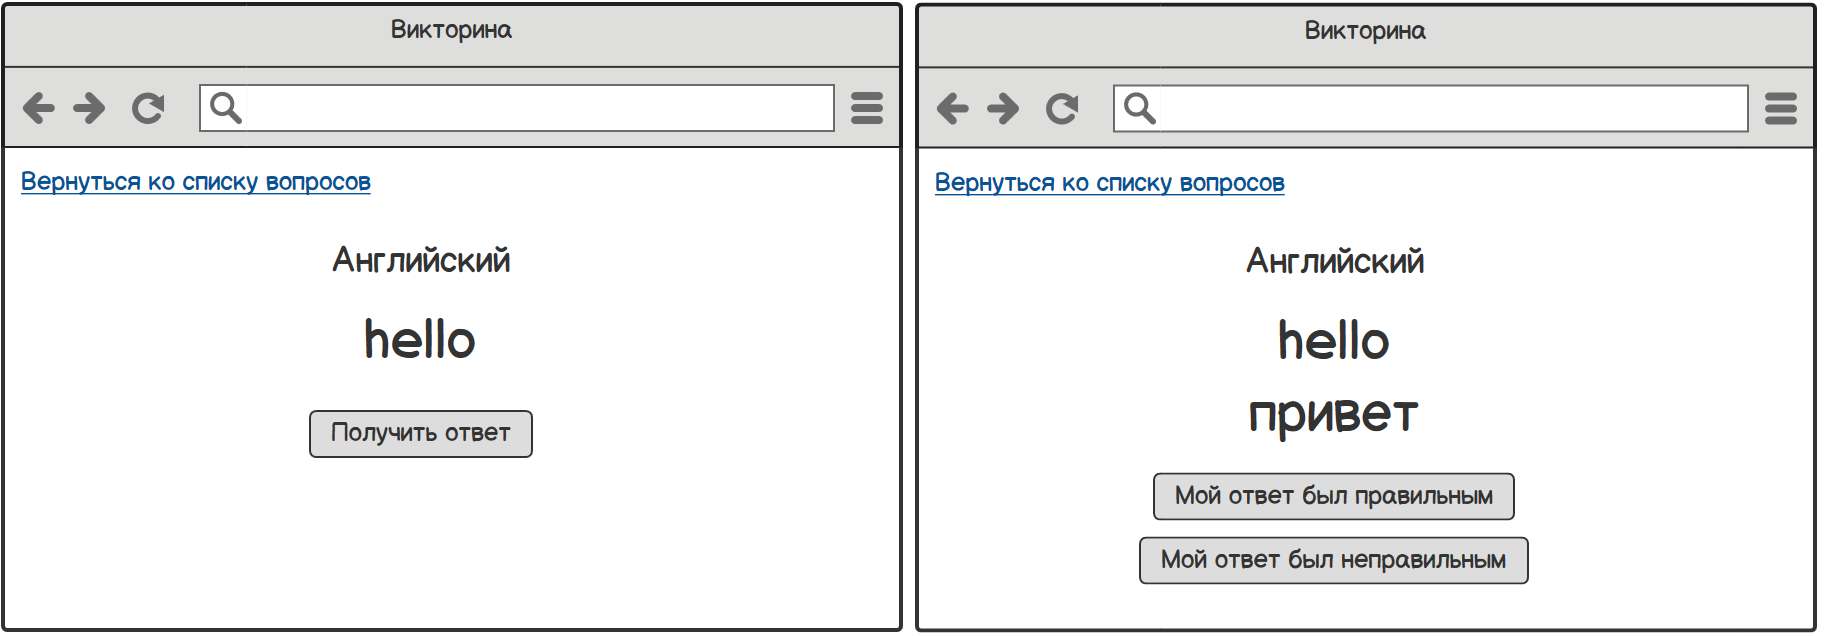 Викторина
Вернуться ко списку вопросов
Английский
hello
Получить ответ
Викторина
Вернуться ко списку вопросов
Английский
hello
привет
Мой ответ был правильным
Мой ответ был неправильным